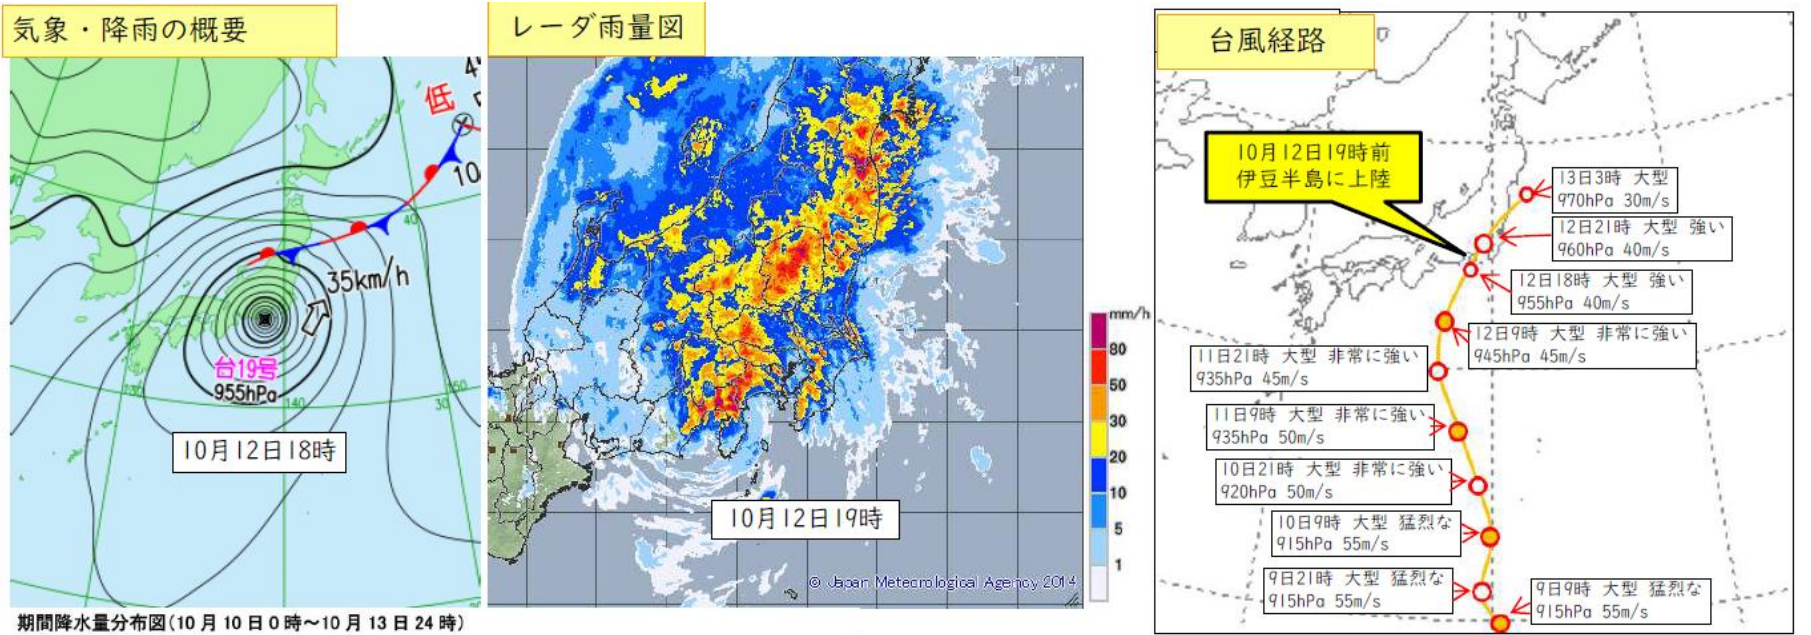 気象・降雨の概要
低
10
40
35km/h
台19号
955hPa
130
140
30
150
10月12日18時
期間降水量分布図(10月10日0時～10月13日24時)
レーダ雨量図
10月12日19時
© Japan Meteorological Agency 2014
mm/h
80
50
30
20
10
5
1
台風経路
10月12日19時前
伊豆半島に上陸
13日3時 大型
970hPa 30m/s
12日21時 大型 強い
960hPa 40m/s
12日18時 大型 強い
955hPa 40m/s
12日9時 大型 非常に強い
945hPa 45m/s
11日21時 大型 非常に強い
935hPa 45m/s
11日9時 大型 非常に強い
935hPa 50m/s
10日21時 大型 非常に強い
920hPa 50m/s
10日9時 大型 猛烈な
915hPa 55m/s
9日21時 大型 猛烈な
915hPa 55m/s
9日9時 大型 猛烈な
915hPa 55m/s